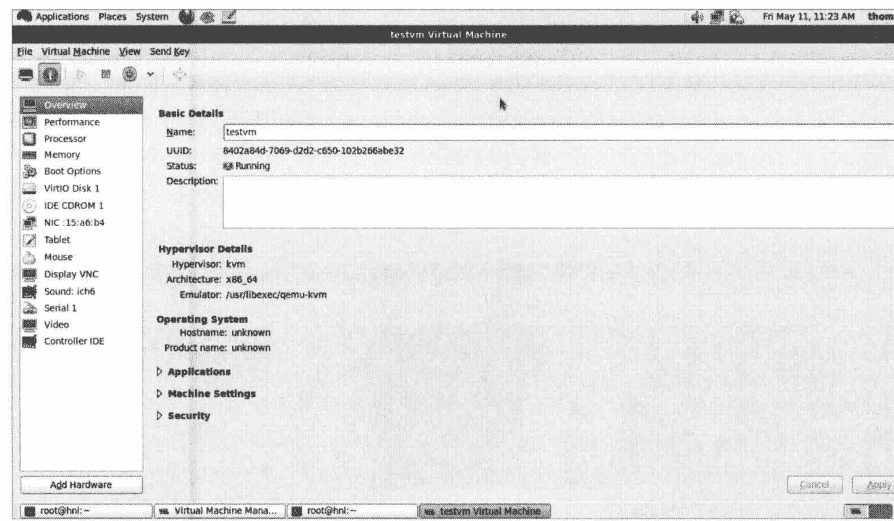 Applications Places System Fri May 11, 11:23 AM thom
testvm Virtual Machine
File Virtual Machine View Send Key
Overview
Performance
Processor
Memory
Boot Options
VirtIO Disk 1
IDE CDROM 1
NIC :15:a6:b4
Tablet
Mouse
Display VNC
Sound: ich6
Serial 1
Video
Controller IDE
Add Hardware
Basic Details
Name: testvm
UUID: 8402a84d-7069-d2d2-c650-102b266abe32
Status: Running
Description:
Hypervisor Details
Hypervisor: kvm
Architecture: x86_64
Emulator: /usr/libexec/qemu-kvm
Operating System
Hostname: unknown
Product name: unknown
Applications
Machine Settings
Security
Cancel Apply
root@hnl:~ Virtual Machine Mana... root@hnl:~ testvm Virtual Machine